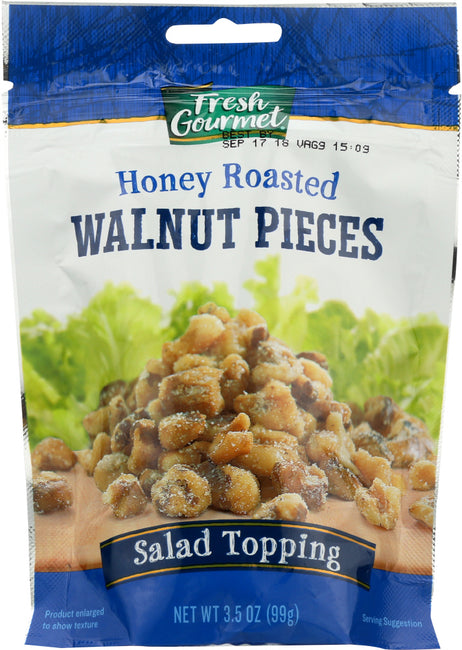 Fresh
Gourmet
BEST BY
SEP 17 18 VAG9 15:09
Honey Roasted
WALNUT PIECES
Salad Topping
Product enlarged
to show texture
NET WT 3.5 OZ (99g)
Serving Suggestion